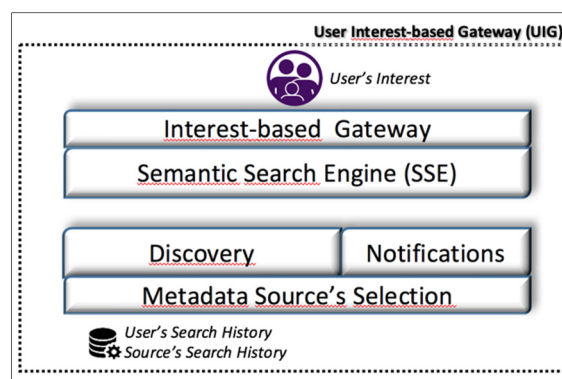 User Interest-based Gateway (UIG)
User's Interest
Interest-based Gateway
Semantic Search Engine (SSE)
Discovery Notifications
Metadata Source's Selection
User's Search History
Source's Search History